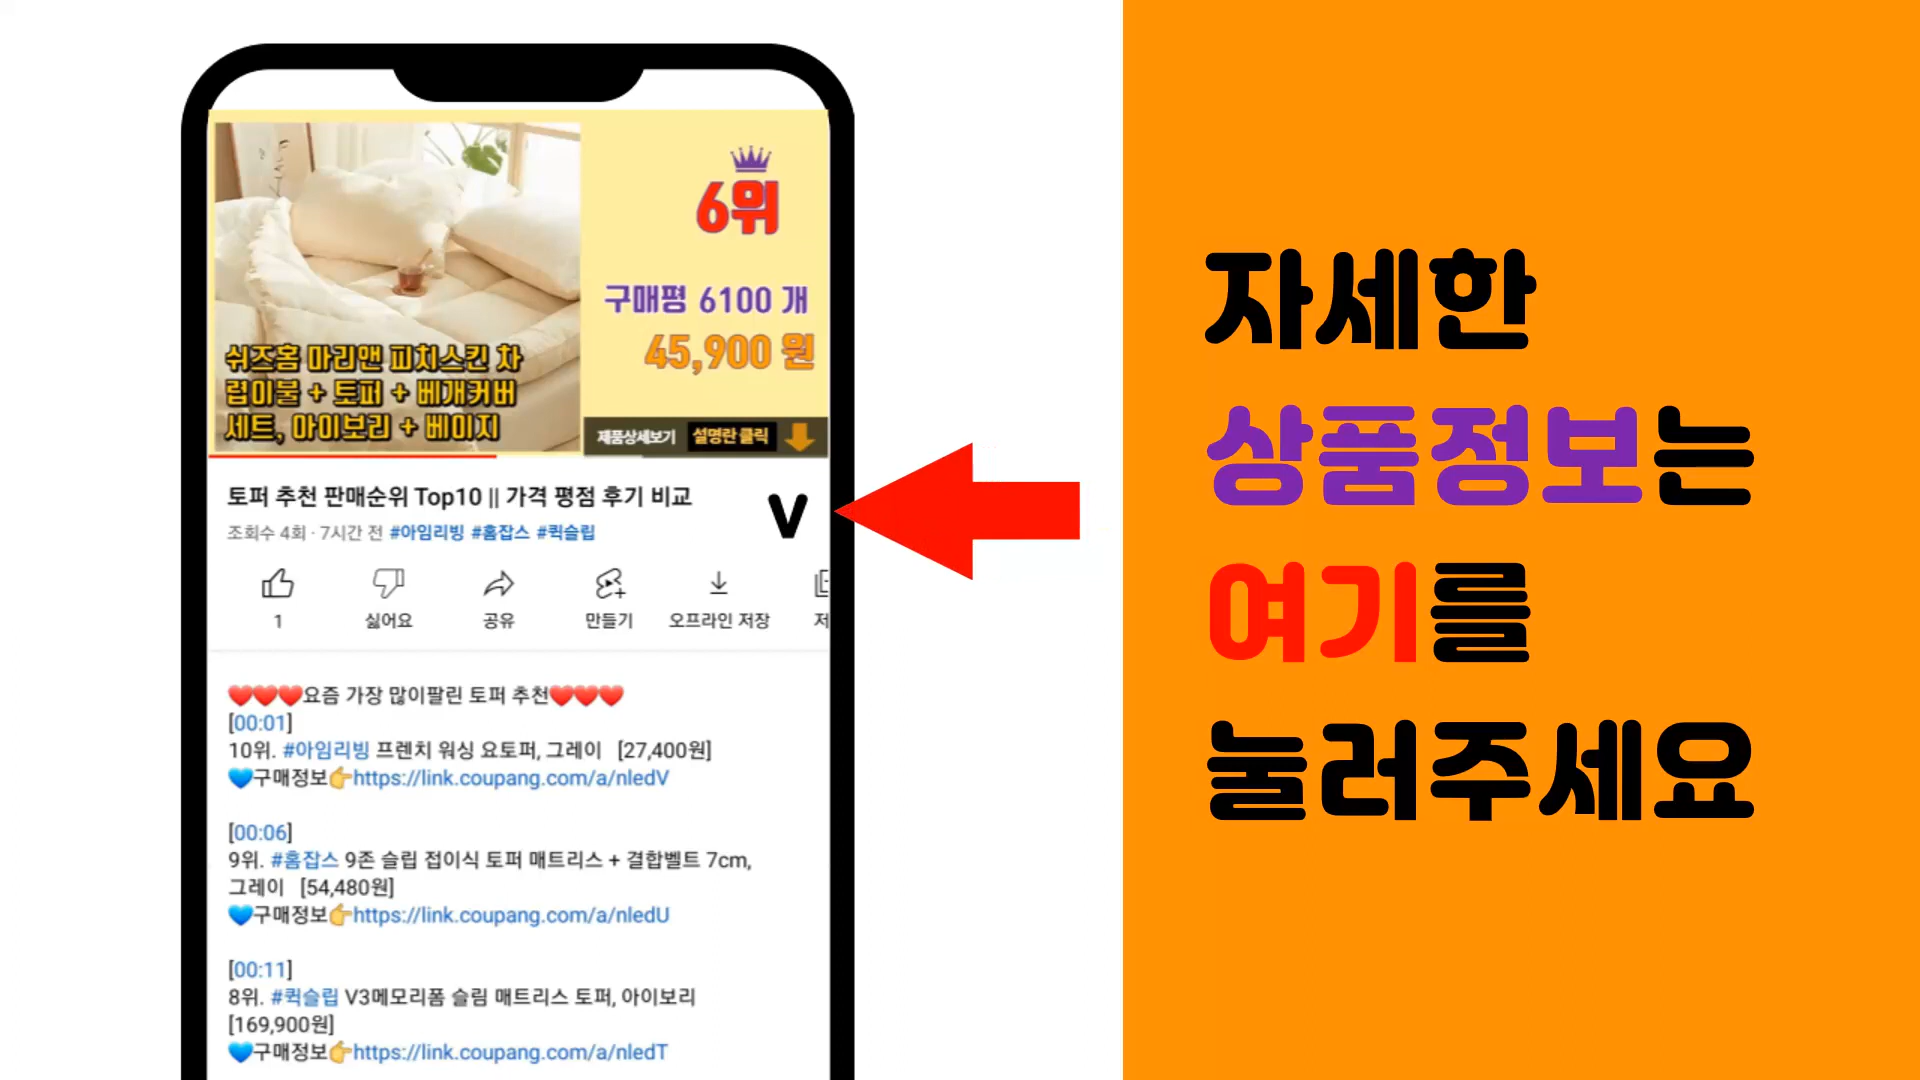 6위
구매평 6100 개
45,900 원
쉬즈홈 마리앤 피치스킨 차
렵이불 + 토퍼 + 베개커버
세트, 아이보리 + 베이지
제품상세보기 설명란 클릭
토퍼 추천 판매순위 Top10 || 가격 평점 후기 비교
V
조회수 4회 · 7시간 전 #아임리빙 #홈잡스 #퀵슬립
1 싫어요 공유 만들기 오프라인 저장 저
❤️❤️❤️요즘 가장 많이팔린 토퍼 추천❤️❤️❤️
[00:01]
10위. #아임리빙 프렌치 워싱 요토퍼, 그레이 [27,400원]
💙구매정보👉https://link.coupang.com/a/nledV
[00:06]
9위. #홈잡스 9존 슬립 접이식 토퍼 매트리스 + 결합벨트 7cm,
그레이 [54,480원]
💙구매정보👉https://link.coupang.com/a/nledU
[00:11]
8위. #퀵슬립 V3메모리폼 슬림 매트리스 토퍼, 아이보리
[169,900원]
💙구매정보👉https://link.coupang.com/a/nledT
자세한
상품정보는
여기를
눌러주세요